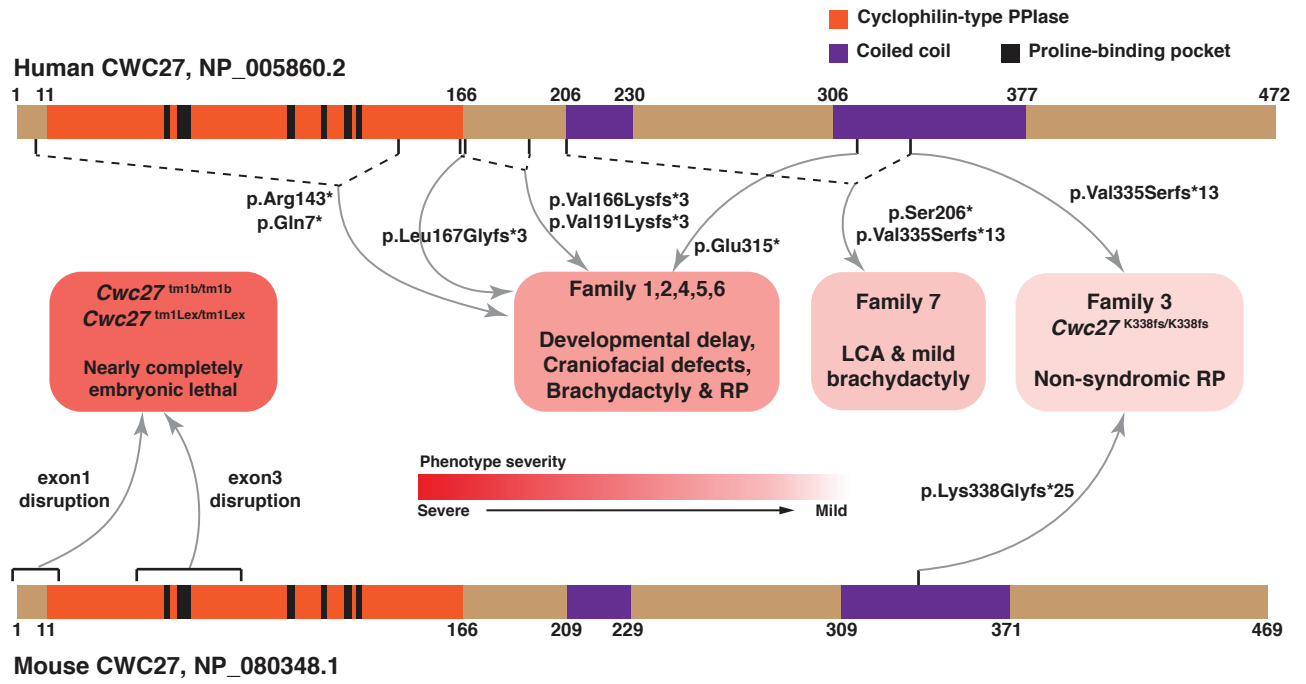 Cyclophilin-type PPIase
Coiled coil
Proline-binding pocket
Human CWC27, NP_005860.2
1 11 166 206 230 306 377 472
p.Arg143*
p.Gln7*
p.Leu167Glyfs*3
p.Val166Lysfs*3
p.Val191Lysfs*3
p.Glu315*
p.Ser206*
p.Val335Serfs*13
p.Val335Serfs*13
Cwc27 tm1b/tm1b
Cwc27 tm1Lex/tm1Lex
Nearly completely
embryonic lethal
Family 1,2,4,5,6
Developmental delay,
Craniofacial defects,
Brachydactyly & RP
Family 7
LCA & mild
brachydactyly
Family 3
Cwc27 K338fs/K338fs
Non-syndromic RP
exon1
disruption
exon3
disruption
Phenotype severity
Severe Mild
p.Lys338Glyfs*25
1 11 166 209 229 309 371 469
Mouse CWC27, NP_080348.1